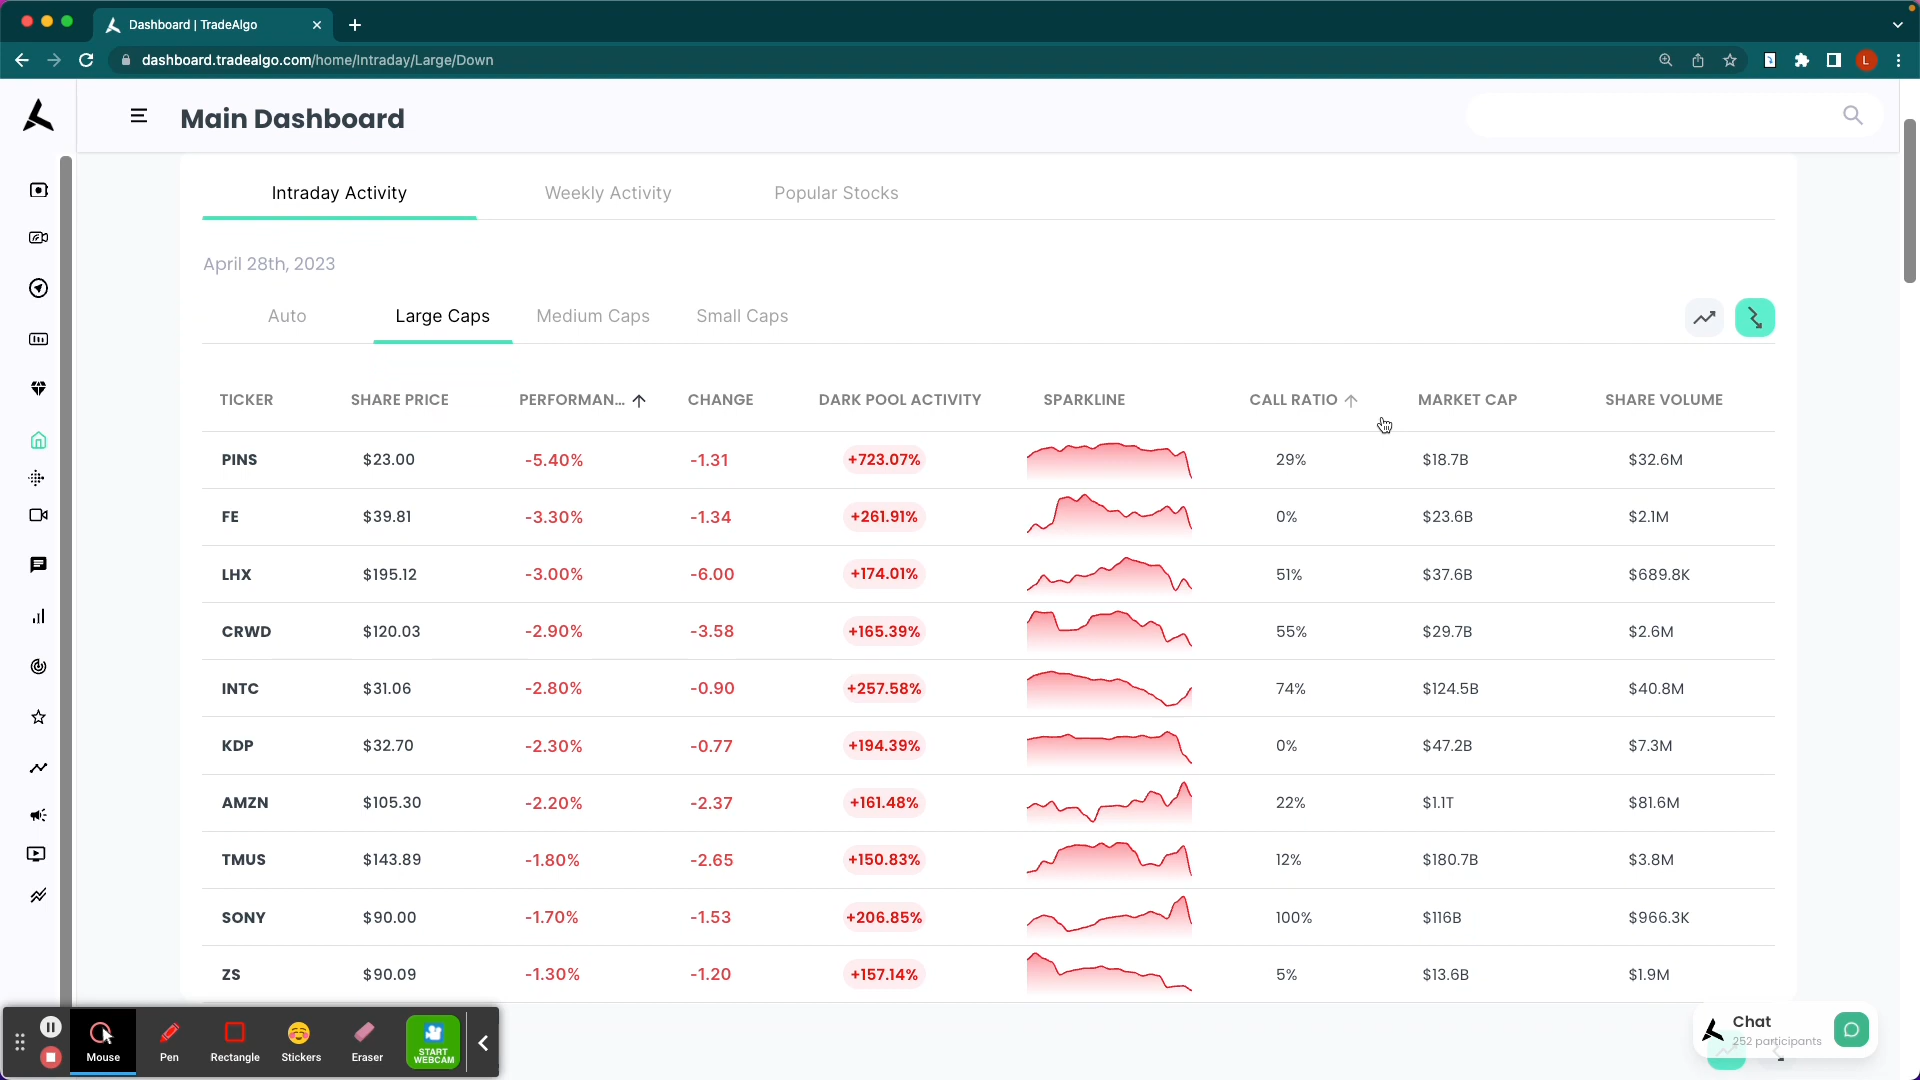 Dashboard | TradeAlgo
dashboard.tradealgo.com/home/Intraday/Large/Down
L
Main Dashboard
Intraday Activity Weekly Activity Popular Stocks
April 28th, 2023
Auto Large Caps Medium Caps Small Caps
TICKER SHARE PRICE PERFORMAN... CHANGE DARK POOL ACTIVITY SPARKLINE CALL RATIO MARKET CAP SHARE VOLUME
PINS $23.00 -5.40% -1.31 +723.07% 29% $18.7B $32.6M
FE $39.81 -3.30% -1.34 +261.91% 0% $23.6B $2.1M
LHX $195.12 -3.00% -6.00 +174.01% 51% $37.6B $689.8K
CRWD $120.03 -2.90% -3.58 +165.39% 55% $29.7B $2.6M
INTC $31.06 -2.80% -0.90 +257.58% 74% $124.5B $40.8M
KDP $32.70 -2.30% -0.77 +194.39% 0% $47.2B $7.3M
AMZN $105.30 -2.20% -2.37 +161.48% 22% $1.1T $81.6M
TMUS $143.89 -1.80% -2.65 +150.83% 12% $180.7B $3.8M
SONY $90.00 -1.70% -1.53 +206.85% 100% $116B $966.3K
ZS $90.09 -1.30% -1.20 +157.14% 5% $13.6B $1.9M
Mouse Pen Rectangle Stickers Eraser START WEBCAM
Chat
252 participants